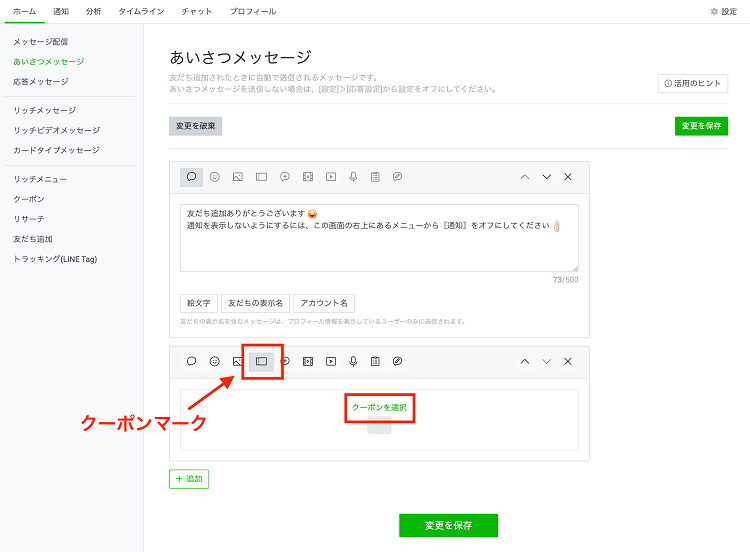 ホーム 通知 分析 タイムライン チャット プロフィール 設定
メッセージ配信
あいさつメッセージ
応答メッセージ
リッチメッセージ
リッチビデオメッセージ
カードタイプメッセージ
リッチメニュー
クーポン
リサーチ
友だち追加
トラッキング(LINE Tag)
あいさつメッセージ
友だち追加されたときに自動で送信されるメッセージです。
あいさつメッセージを送信しない場合は、[設定]>[応答設定]から設定をオフにしてください。
活用のヒント
変更を破棄 変更を保存
友だち追加ありがとうございます
通知を表示しないようにするには、この画面の右上にあるメニューから［通知］をオフにしてください
73/500
絵文字 友だちの表示名 アカウント名
友だちの表示名を含むメッセージは、プロフィール情報を表示しているユーザーのみに送信されます。
クーポンを選択
クーポンマーク
+ 追加
変更を保存